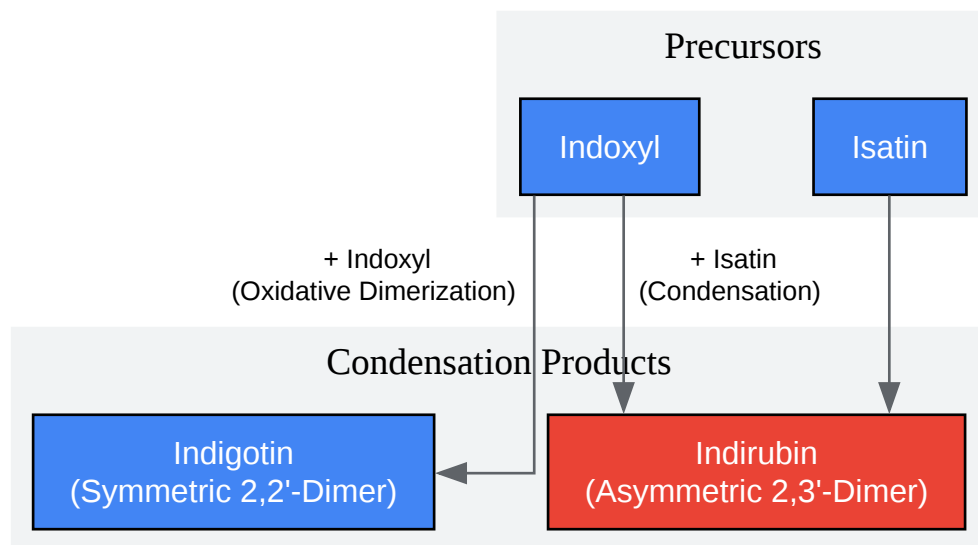 Precursors
Indoxyl
Isatin
+ Indoxyl
(Oxidative Dimerization)
+ Isatin
(Condensation)
Condensation Products
Indigotin
(Symmetric 2,2'-Dimer)
Indirubin
(Asymmetric 2,3'-Dimer)